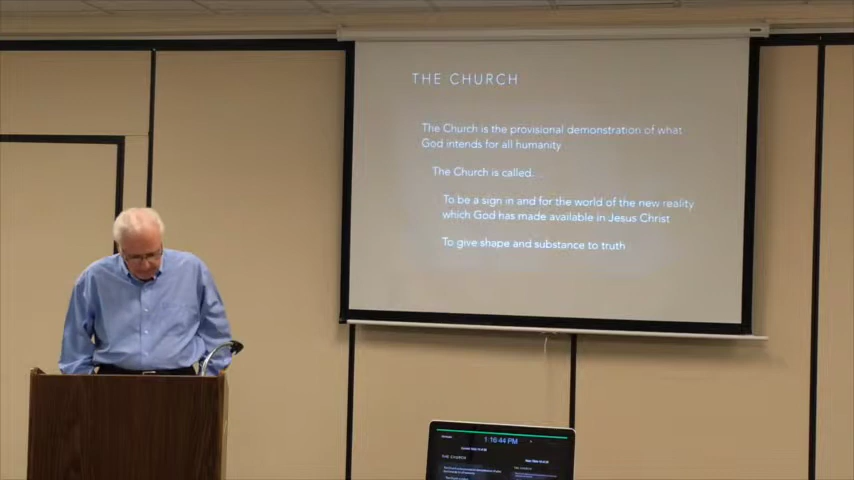 THE CHURCH
The Church is the provisional demonstration of what
God intends for all humanity
The Church is called...
To be a sign in and for the world of the new reality
which God has made available in Jesus Christ
To give shape and substance to truth
1:16:44 PM
THE CHURCH